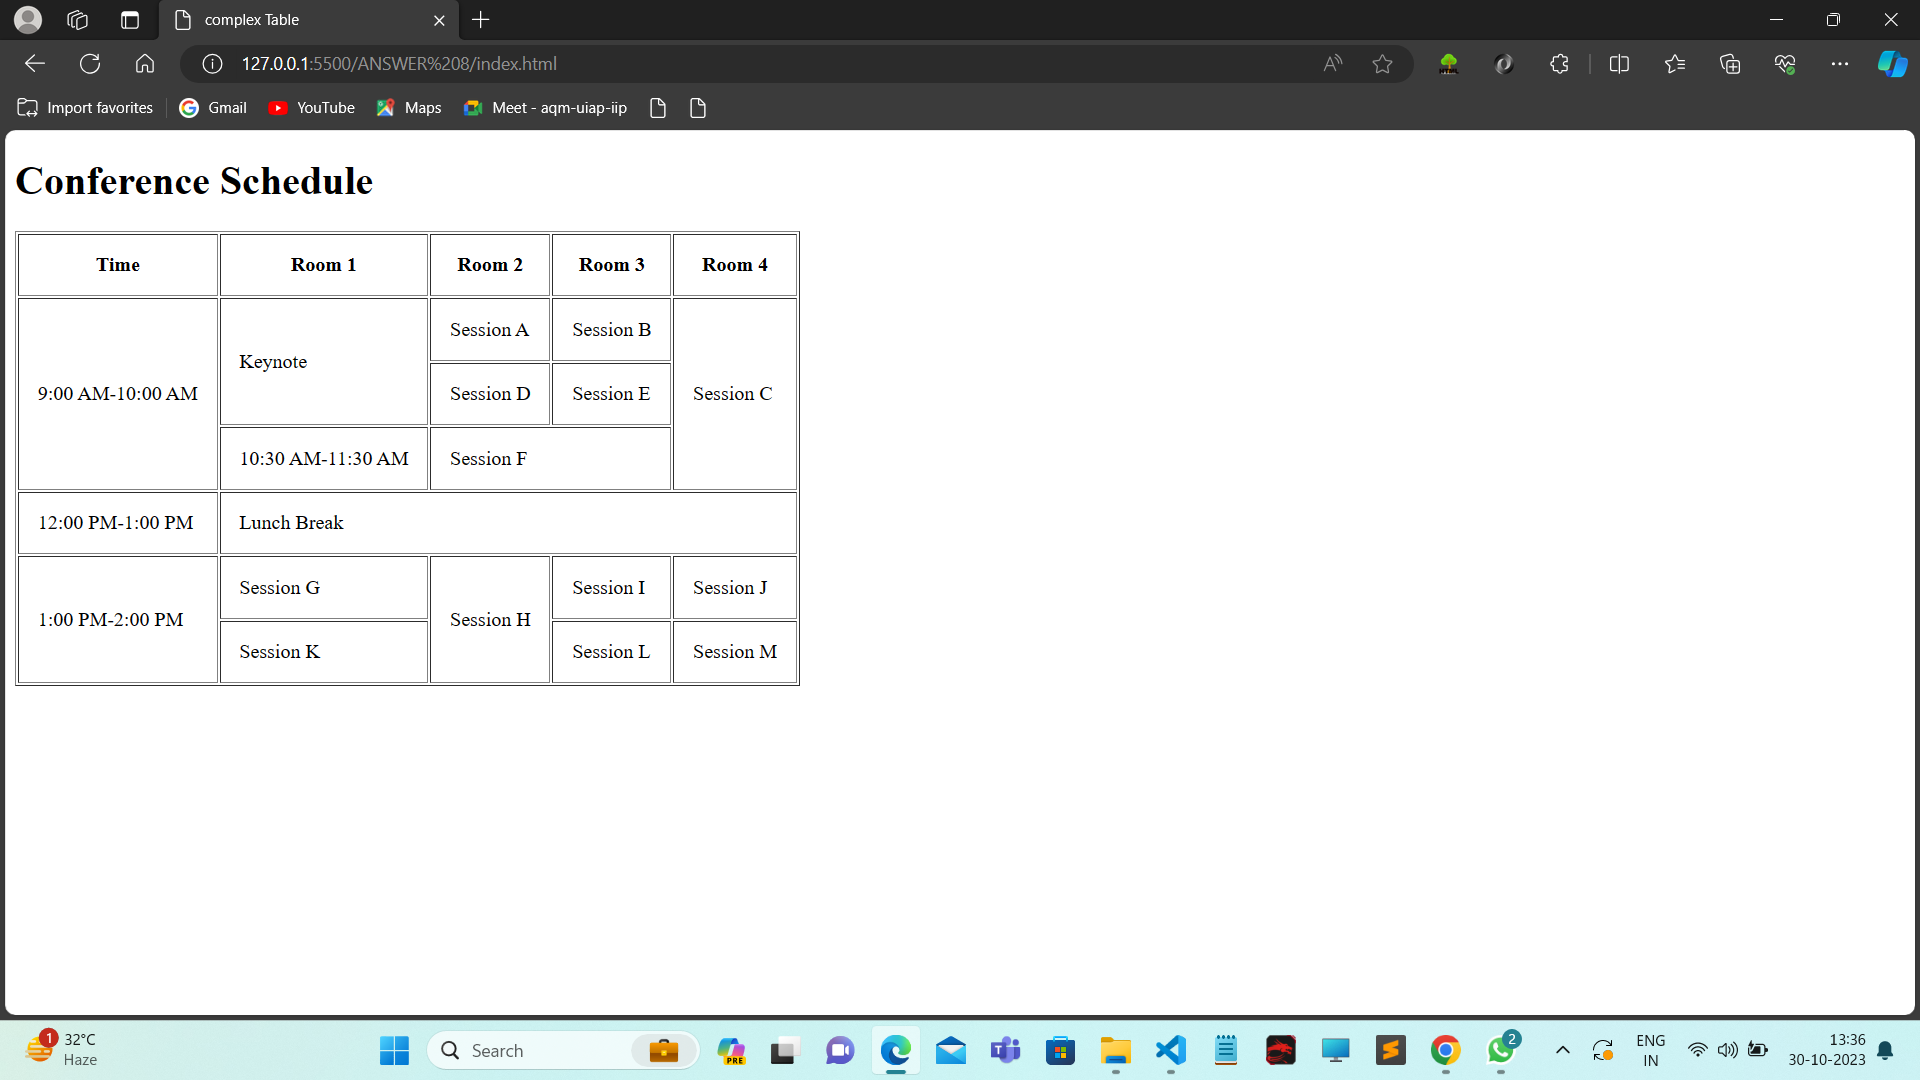 complex Table
127.0.0.1:5500/ANSWER%208/index.html
Import favorites Gmail YouTube Maps Meet - aqm-uiap-iip
Conference Schedule
Time Room 1 Room 2 Room 3 Room 4
9:00 AM-10:00 AM Keynote Session A Session B Session C
Session D Session E
10:30 AM-11:30 AM Session F
12:00 PM-1:00 PM Lunch Break
1:00 PM-2:00 PM Session G Session H Session I Session J
Session K Session L Session M
1 32°C
Haze
Search
PRE
2
ENG
IN
13:36
30-10-2023